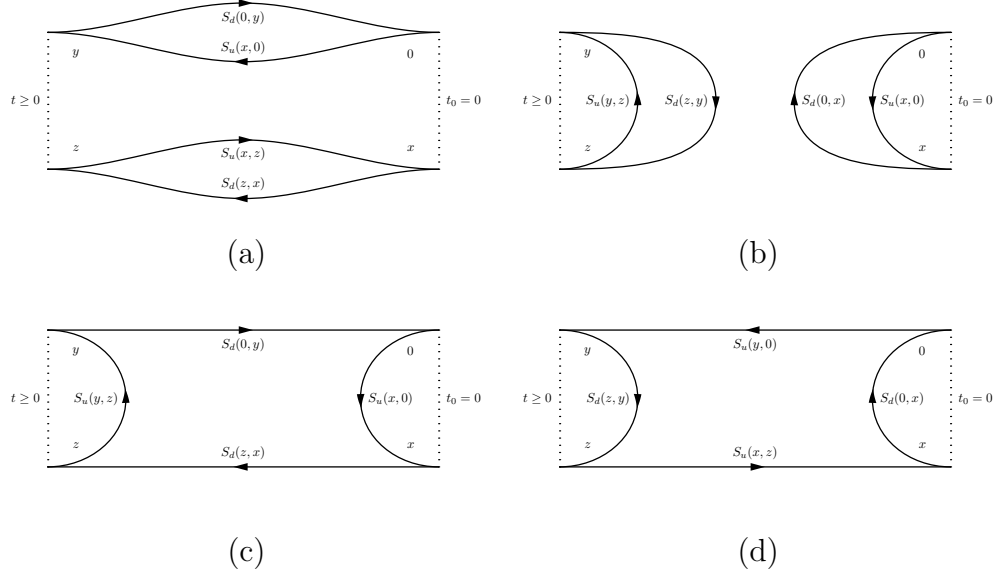 S_d(0, y)
S_u(x, 0)
y
0
t ≥ 0
t_0 = 0
z
x
S_u(x, z)
S_d(z, x)
(a)
y
0
t ≥ 0
S_u(y, z)
S_d(z, y)
S_d(0, x)
S_u(x, 0)
t_0 = 0
z
x
(b)
S_d(0, y)
y
0
t ≥ 0
S_u(y, z)
S_u(x, 0)
t_0 = 0
z
x
S_d(z, x)
(c)
S_u(y, 0)
y
0
t ≥ 0
S_d(z, y)
S_d(0, x)
t_0 = 0
z
x
S_u(x, z)
(d)